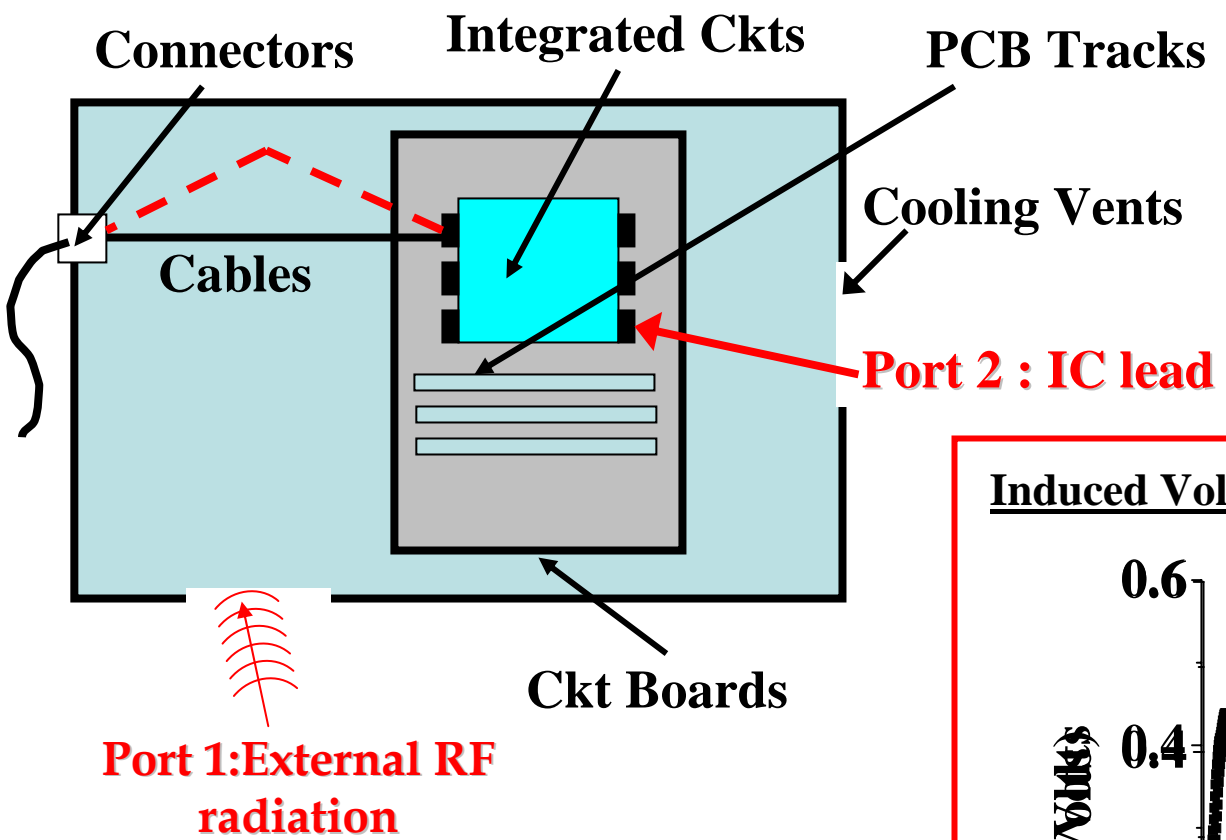 Connectors
Integrated Ckts
PCB Tracks
Cooling Vents
Cables
Port 2 : IC lead
Induced Vol
0.6
0.4
Ckt Boards
Port 1:External RF
radiation